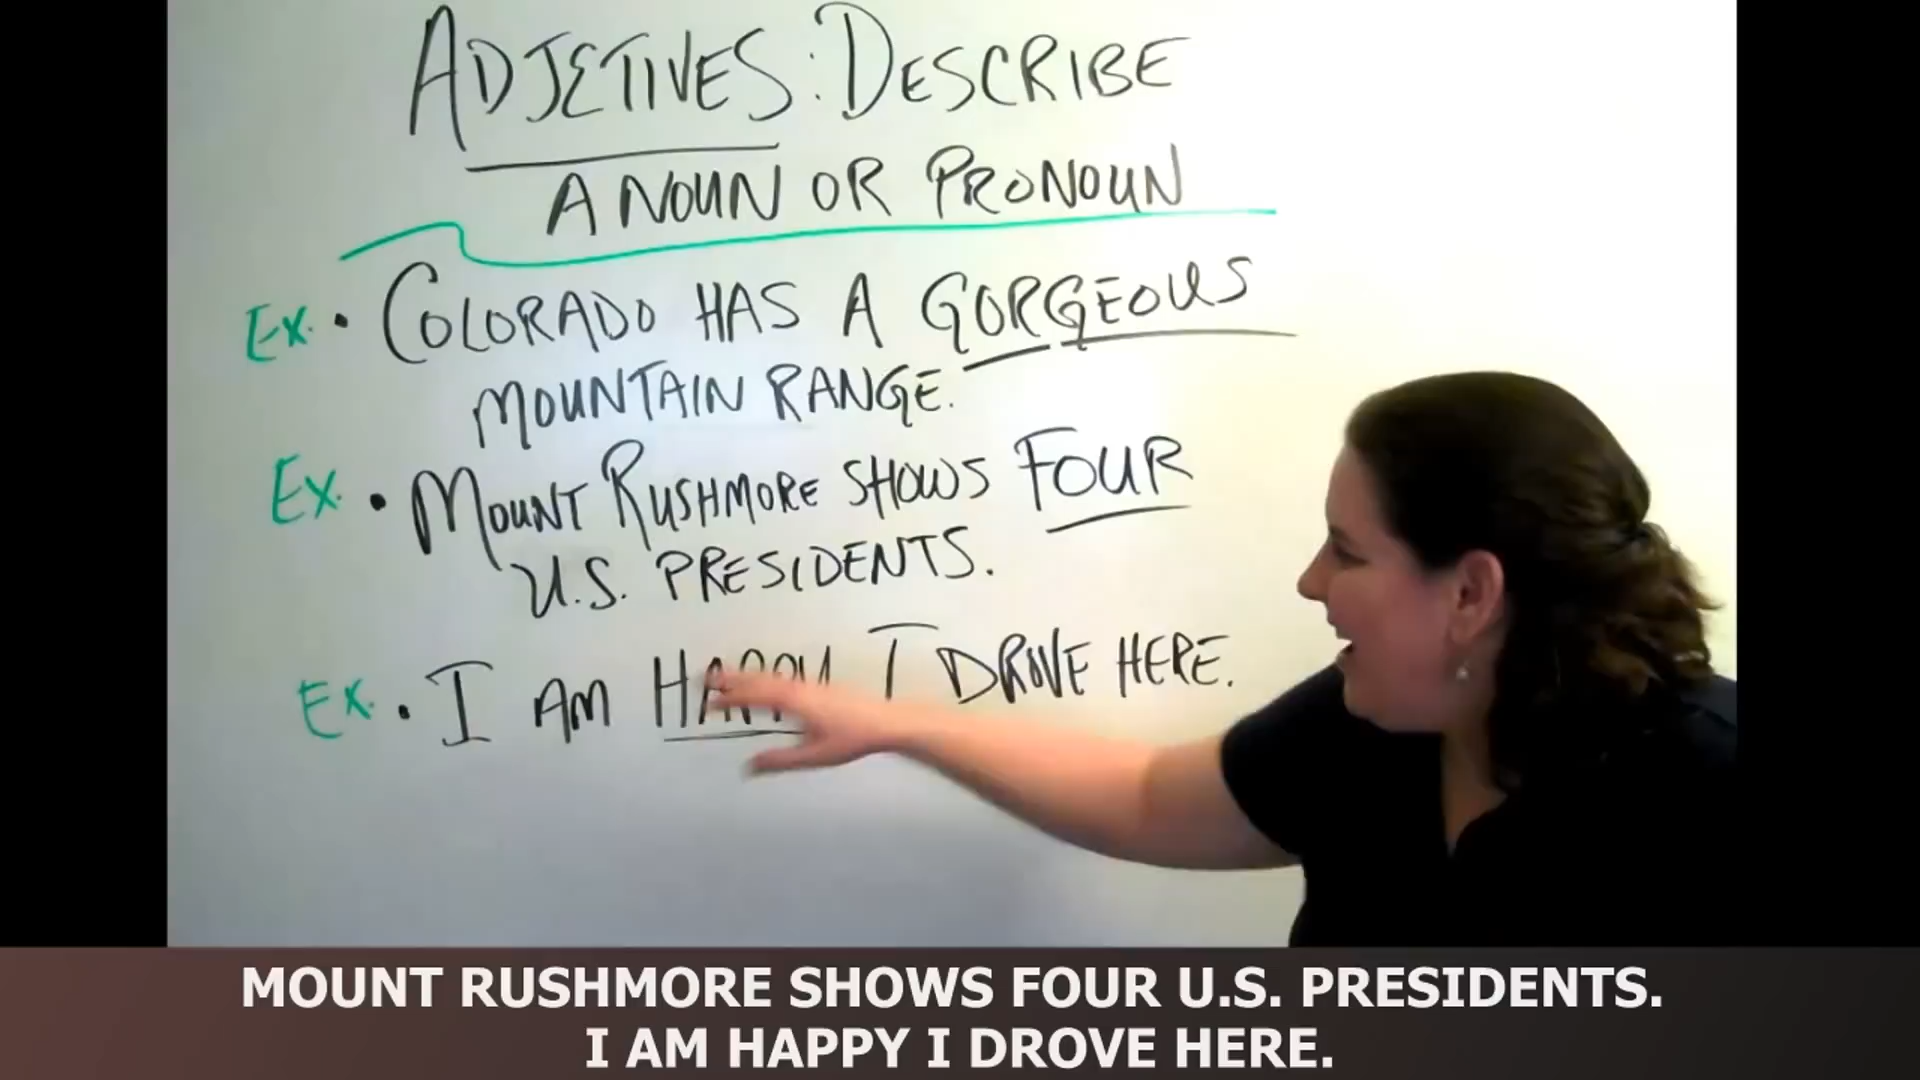 ADJETIVES: DESCRIBE
A NOUN OR PRONOUN
Ex. • COLORADO HAS A GORGEOUS
MOUNTAIN RANGE.
Ex. • MOUNT RUSHMORE SHOWS FOUR
U.S. PRESIDENTS.
Ex. • I AM HAPPY I DROVE HERE.
MOUNT RUSHMORE SHOWS FOUR U.S. PRESIDENTS.
I AM HAPPY I DROVE HERE.